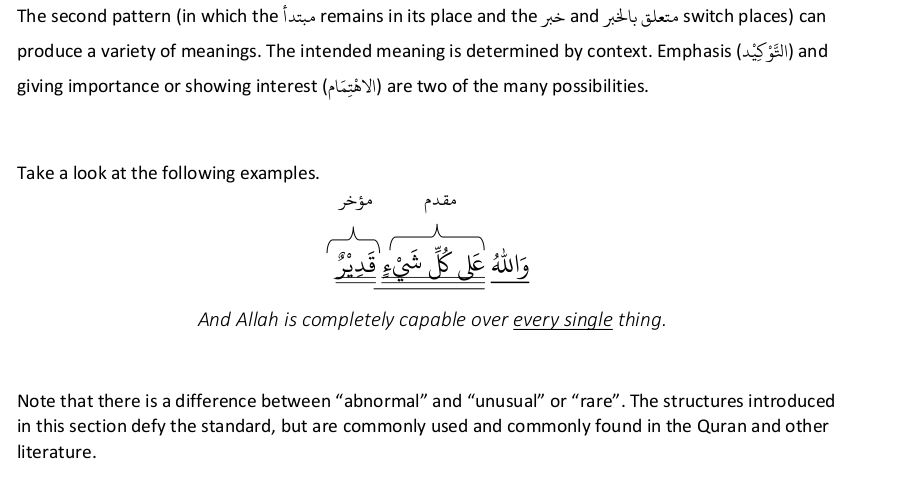 The second pattern (in which the مبتدأ remains in its place and the خبر and متعلق بالخبر switch places) can
produce a variety of meanings. The intended meaning is determined by context. Emphasis (التَّوْكِيْد) and
giving importance or showing interest (الاهْتِمَام) are two of the many possibilities.
Take a look at the following examples.
مقدم مؤخر
وَاللهُ عَلى كُلِّ شَيْءٍ قَدِيْرٌ
And Allah is completely capable over every single thing.
Note that there is a difference between “abnormal” and “unusual” or “rare”. The structures introduced
in this section defy the standard, but are commonly used and commonly found in the Quran and other
literature.